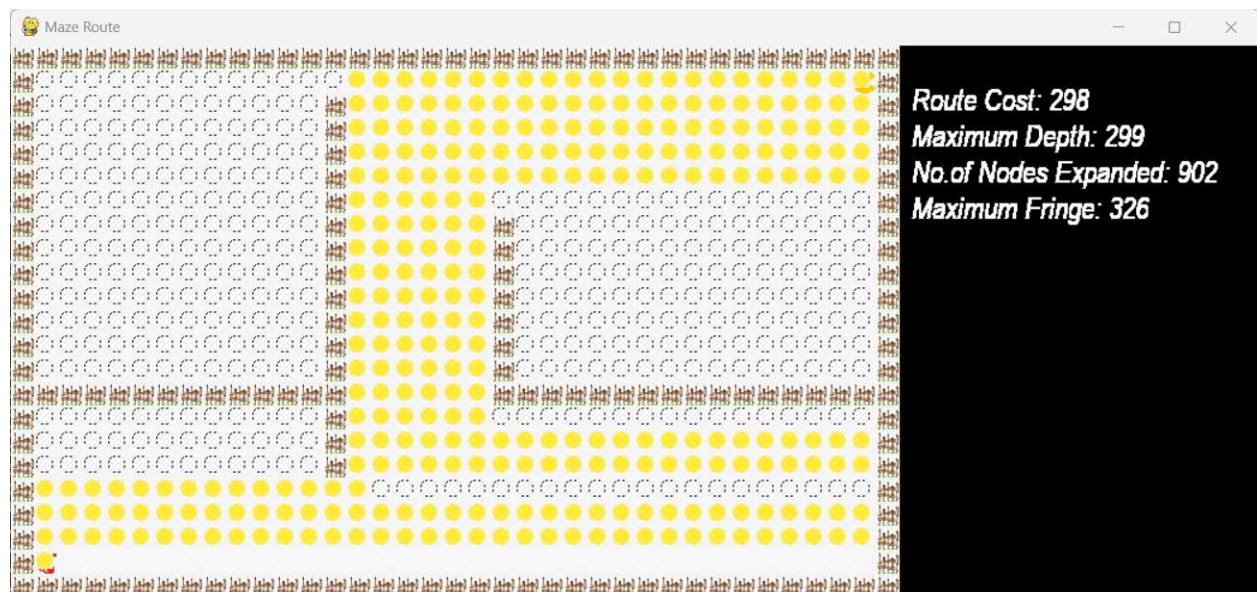 Maze Route
Route Cost: 298
Maximum Depth: 299
No.of Nodes Expanded: 902
Maximum Fringe: 326